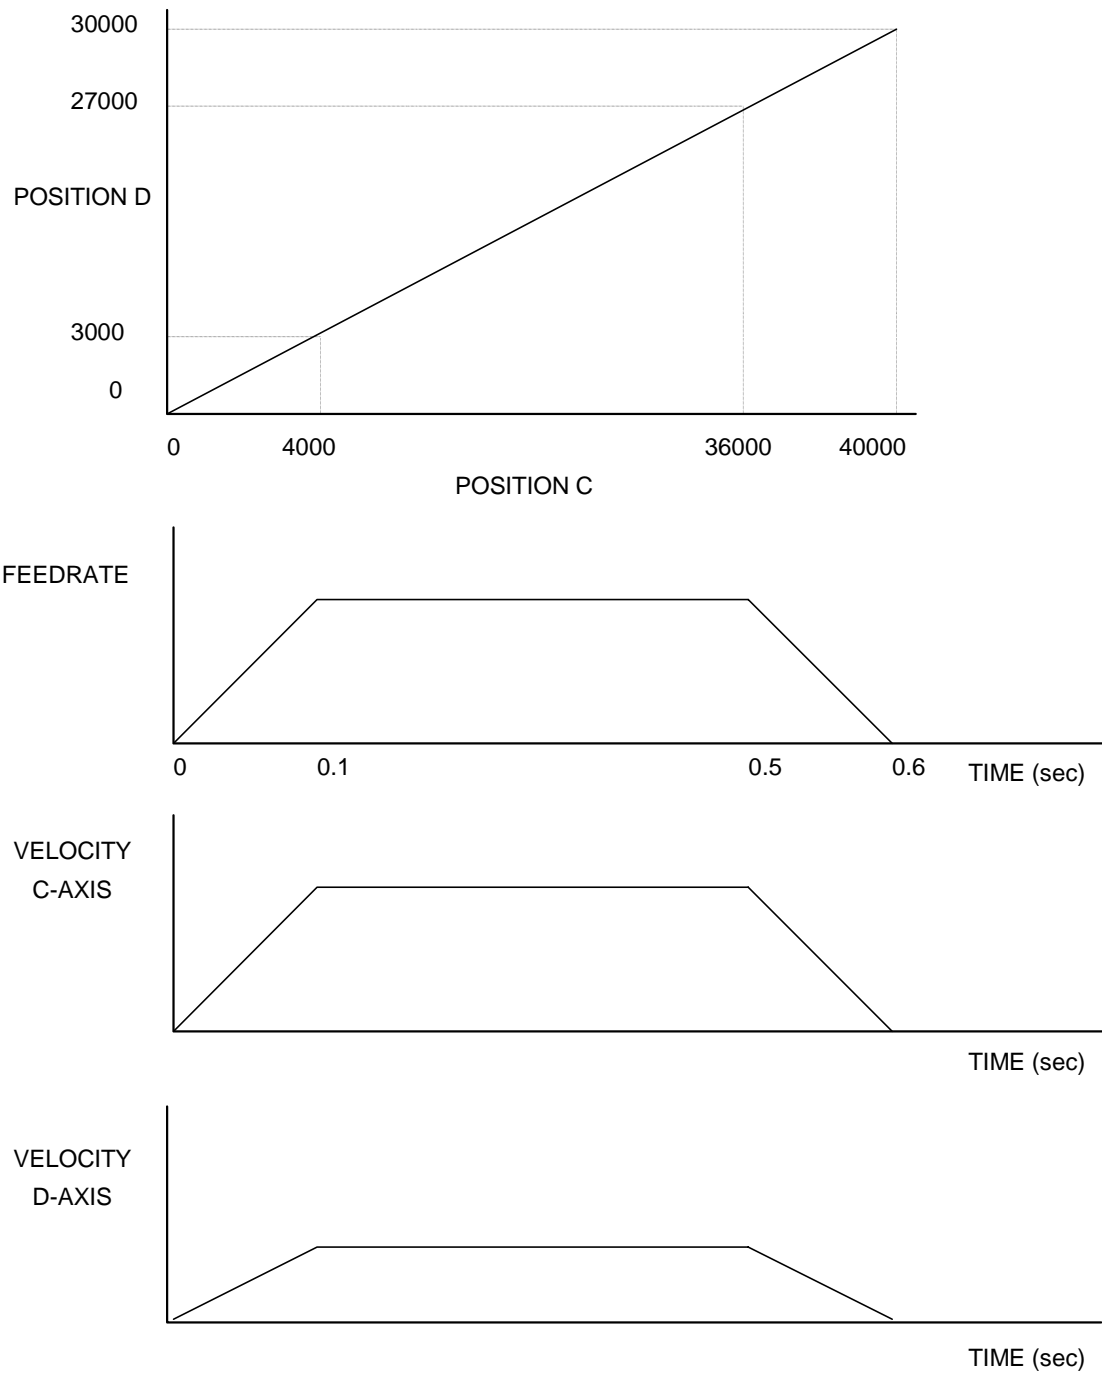 30000
27000
POSITION D
3000
0
0 4000 36000 40000
POSITION C
FEEDRATE
0 0.1 0.5 0.6 TIME (sec)
VELOCITY
C-AXIS
TIME (sec)
VELOCITY
D-AXIS
TIME (sec)